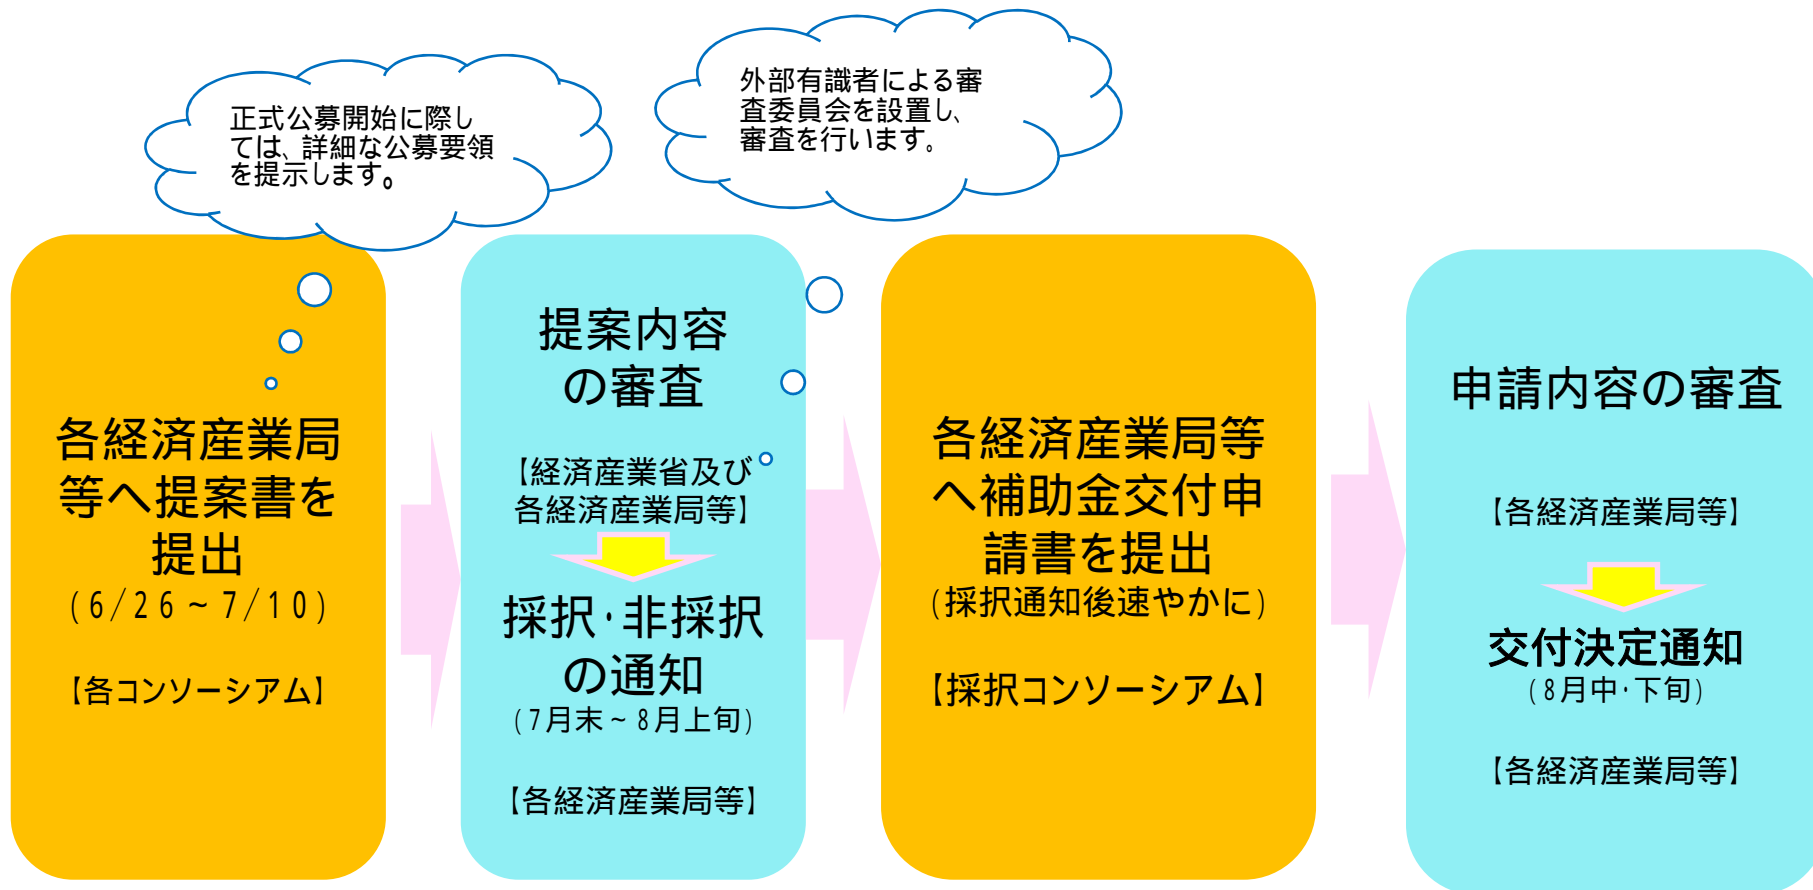 正式公募開始に際し
ては、詳細な公募要領
を提示します。
外部有識者による審
査委員会を設置し、
審査を行います。
各経済産業局
等へ提案書を
提出
(6/26~7/10)
【各コンソーシアム】
提案内容
の審査
【経済産業省及び
各経済産業局等】
採択・非採択
の通知
(7月末~8月上旬)
【各経済産業局等】
各経済産業局等
へ補助金交付申
請書を提出
(採択通知後速やかに)
【採択コンソーシアム】
申請内容の審査
【各経済産業局等】
交付決定通知
(8月中・下旬)
【各経済産業局等】